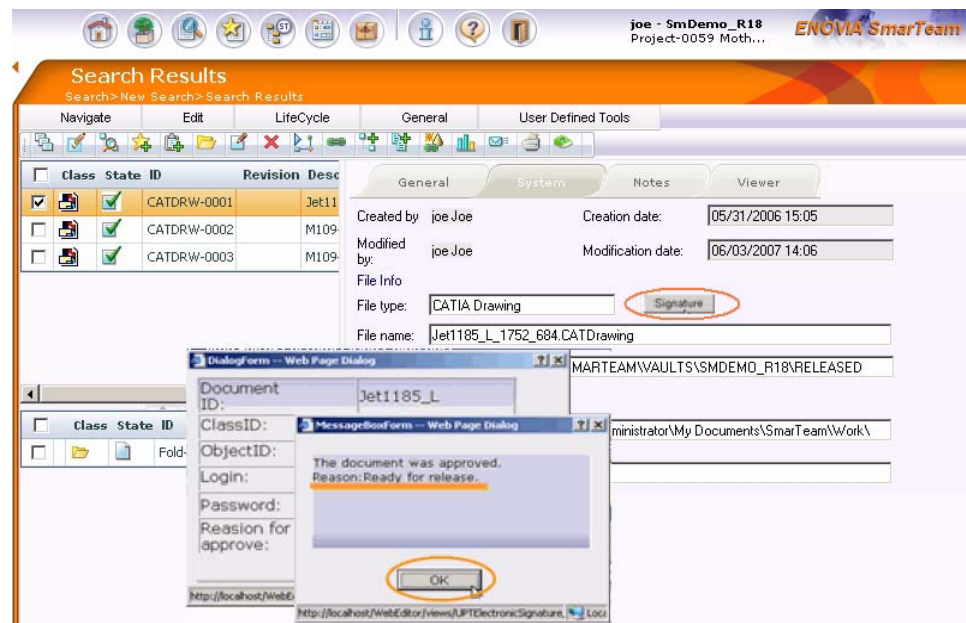 joe - SmDemo_R18
Project-0059 Moth...
ENOVIA SmarTeam
Search Results
Search>New Search>Search Results
Navigate Edit LifeCycle General User Defined Tools
Class State ID Revision Desc
CATDRW-0001 Jet11
CATDRW-0002 M109-
CATDRW-0003 M109-
General System Notes Viewer
Created by joe Joe Creation date: 05/31/2006 15:05
Modified by: joe Joe Modification date: 06/03/2007 14:06
File Info
File type: CATIA Drawing Signature
File name: Jet1185_L_1752_684.CATDrawing
MARTEAM\VAULTS\SMDEMO_R18\RELEASED
ministrator\My Documents\SmarTeam\Work\
Class State ID
Fold-
DialogForm -- Web Page Dialog
Document ID: Jet1185_L
ClassID:
ObjectID:
Login:
Password:
Reasion for approve:
http://localhost/WebEd
MessageBoxForm -- Web Page Dialog
The document was approved.
Reason:Ready for release.
OK
http://localhost/WebEditor/views/UPTElectronicSignature, Loca